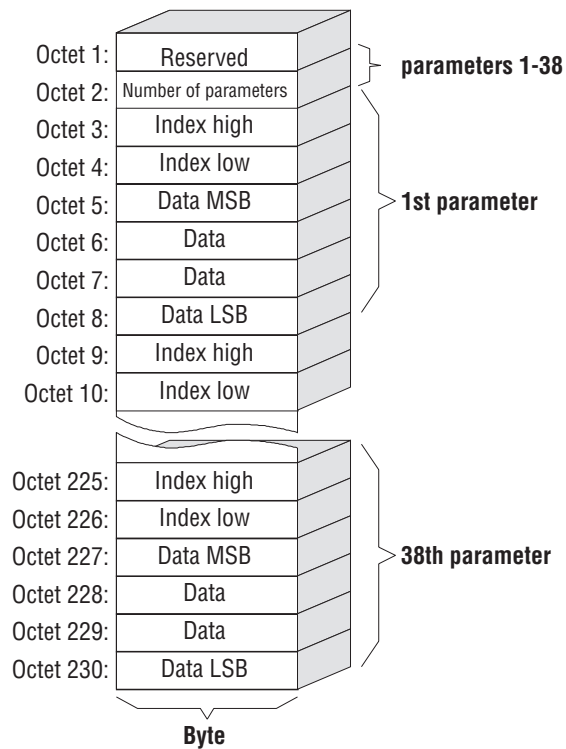 Octet 1: Reserved
parameters 1-38
Octet 2: Number of parameters
Octet 3: Index high
Octet 4: Index low
Octet 5: Data MSB
1st parameter
Octet 6: Data
Octet 7: Data
Octet 8: Data LSB
Octet 9: Index high
Octet 10: Index low
Octet 225: Index high
Octet 226: Index low
Octet 227: Data MSB
38th parameter
Octet 228: Data
Octet 229: Data
Octet 230: Data LSB
Byte